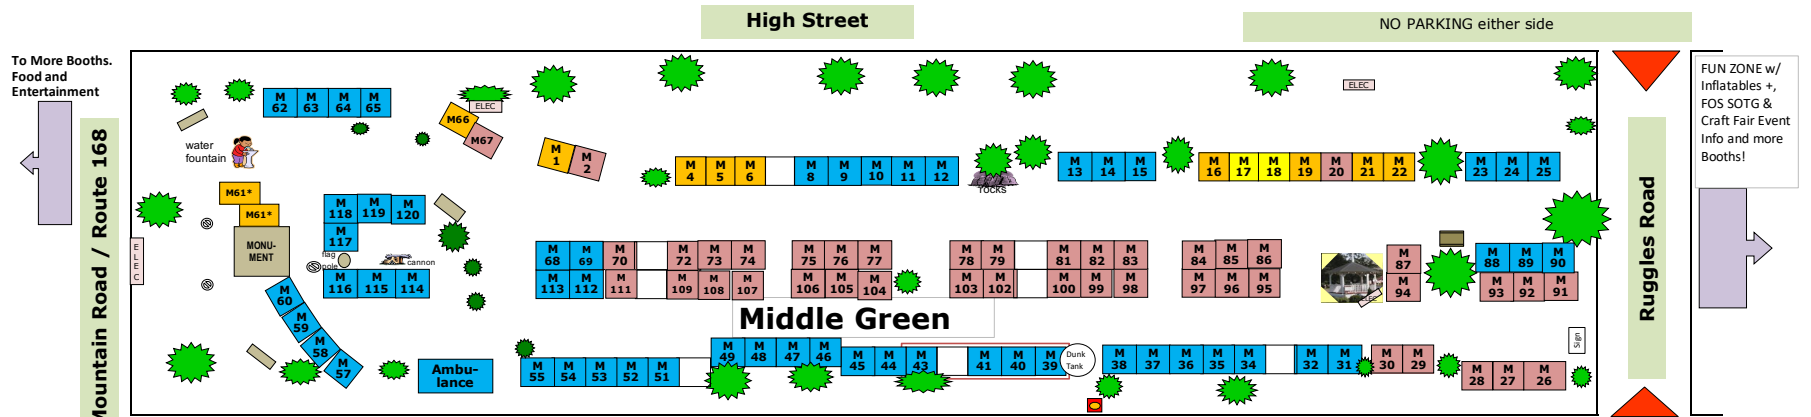 High Street
NO PARKING either side
To More Booths.
Food and
Entertainment
Mountain Road / Route 168
FUN ZONE w/
Inflatables +,
FOS SOTG &
Craft Fair Event
Info and more
Booths!
Ruggles Road
M 62 M 63 M 64 M 65
M66
M67
ELEC
ELEC
water
fountain
M 1 M 2
M 4 M 5 M 6 M 8 M 9 M 10 M 11 M 12
rocks
M 13 M 14 M 15
M 16 M 17 M 18 M 19 M 20 M 21 M 22
M 23 M 24 M 25
M61*
M61*
MONU-
MENT
ELEC
M 118 M 119 M 120
M 117
flag
pole
cannon
M 116 M 115 M 114
M 60
M 59
M 58
M 57
M 68 M 69 M 70 M 72 M 73 M 74 M 75 M 76 M 77 M 78 M 79 M 81 M 82 M 83 M 84 M 85 M 86 M 87 M 88 M 89 M 90
M 113 M 112 M 111 M 109 M 108 M 107 M 106 M 105 M 104 M 103 M 102 M 100 M 99 M 98 M 97 M 96 M 95 M 94 M 93 M 92 M 91
ELEC
Middle Green
Ambu-
lance
M 55 M 54 M 53 M 52 M 51 M 49 M 48 M 47 M 46 M 45 M 44 M 43 M 41 M 40 M 39
Dunk
Tank
M 38 M 37 M 36 M 35 M 34 M 32 M 31 M 30 M 29 M 28 M 27 M 26
Sign